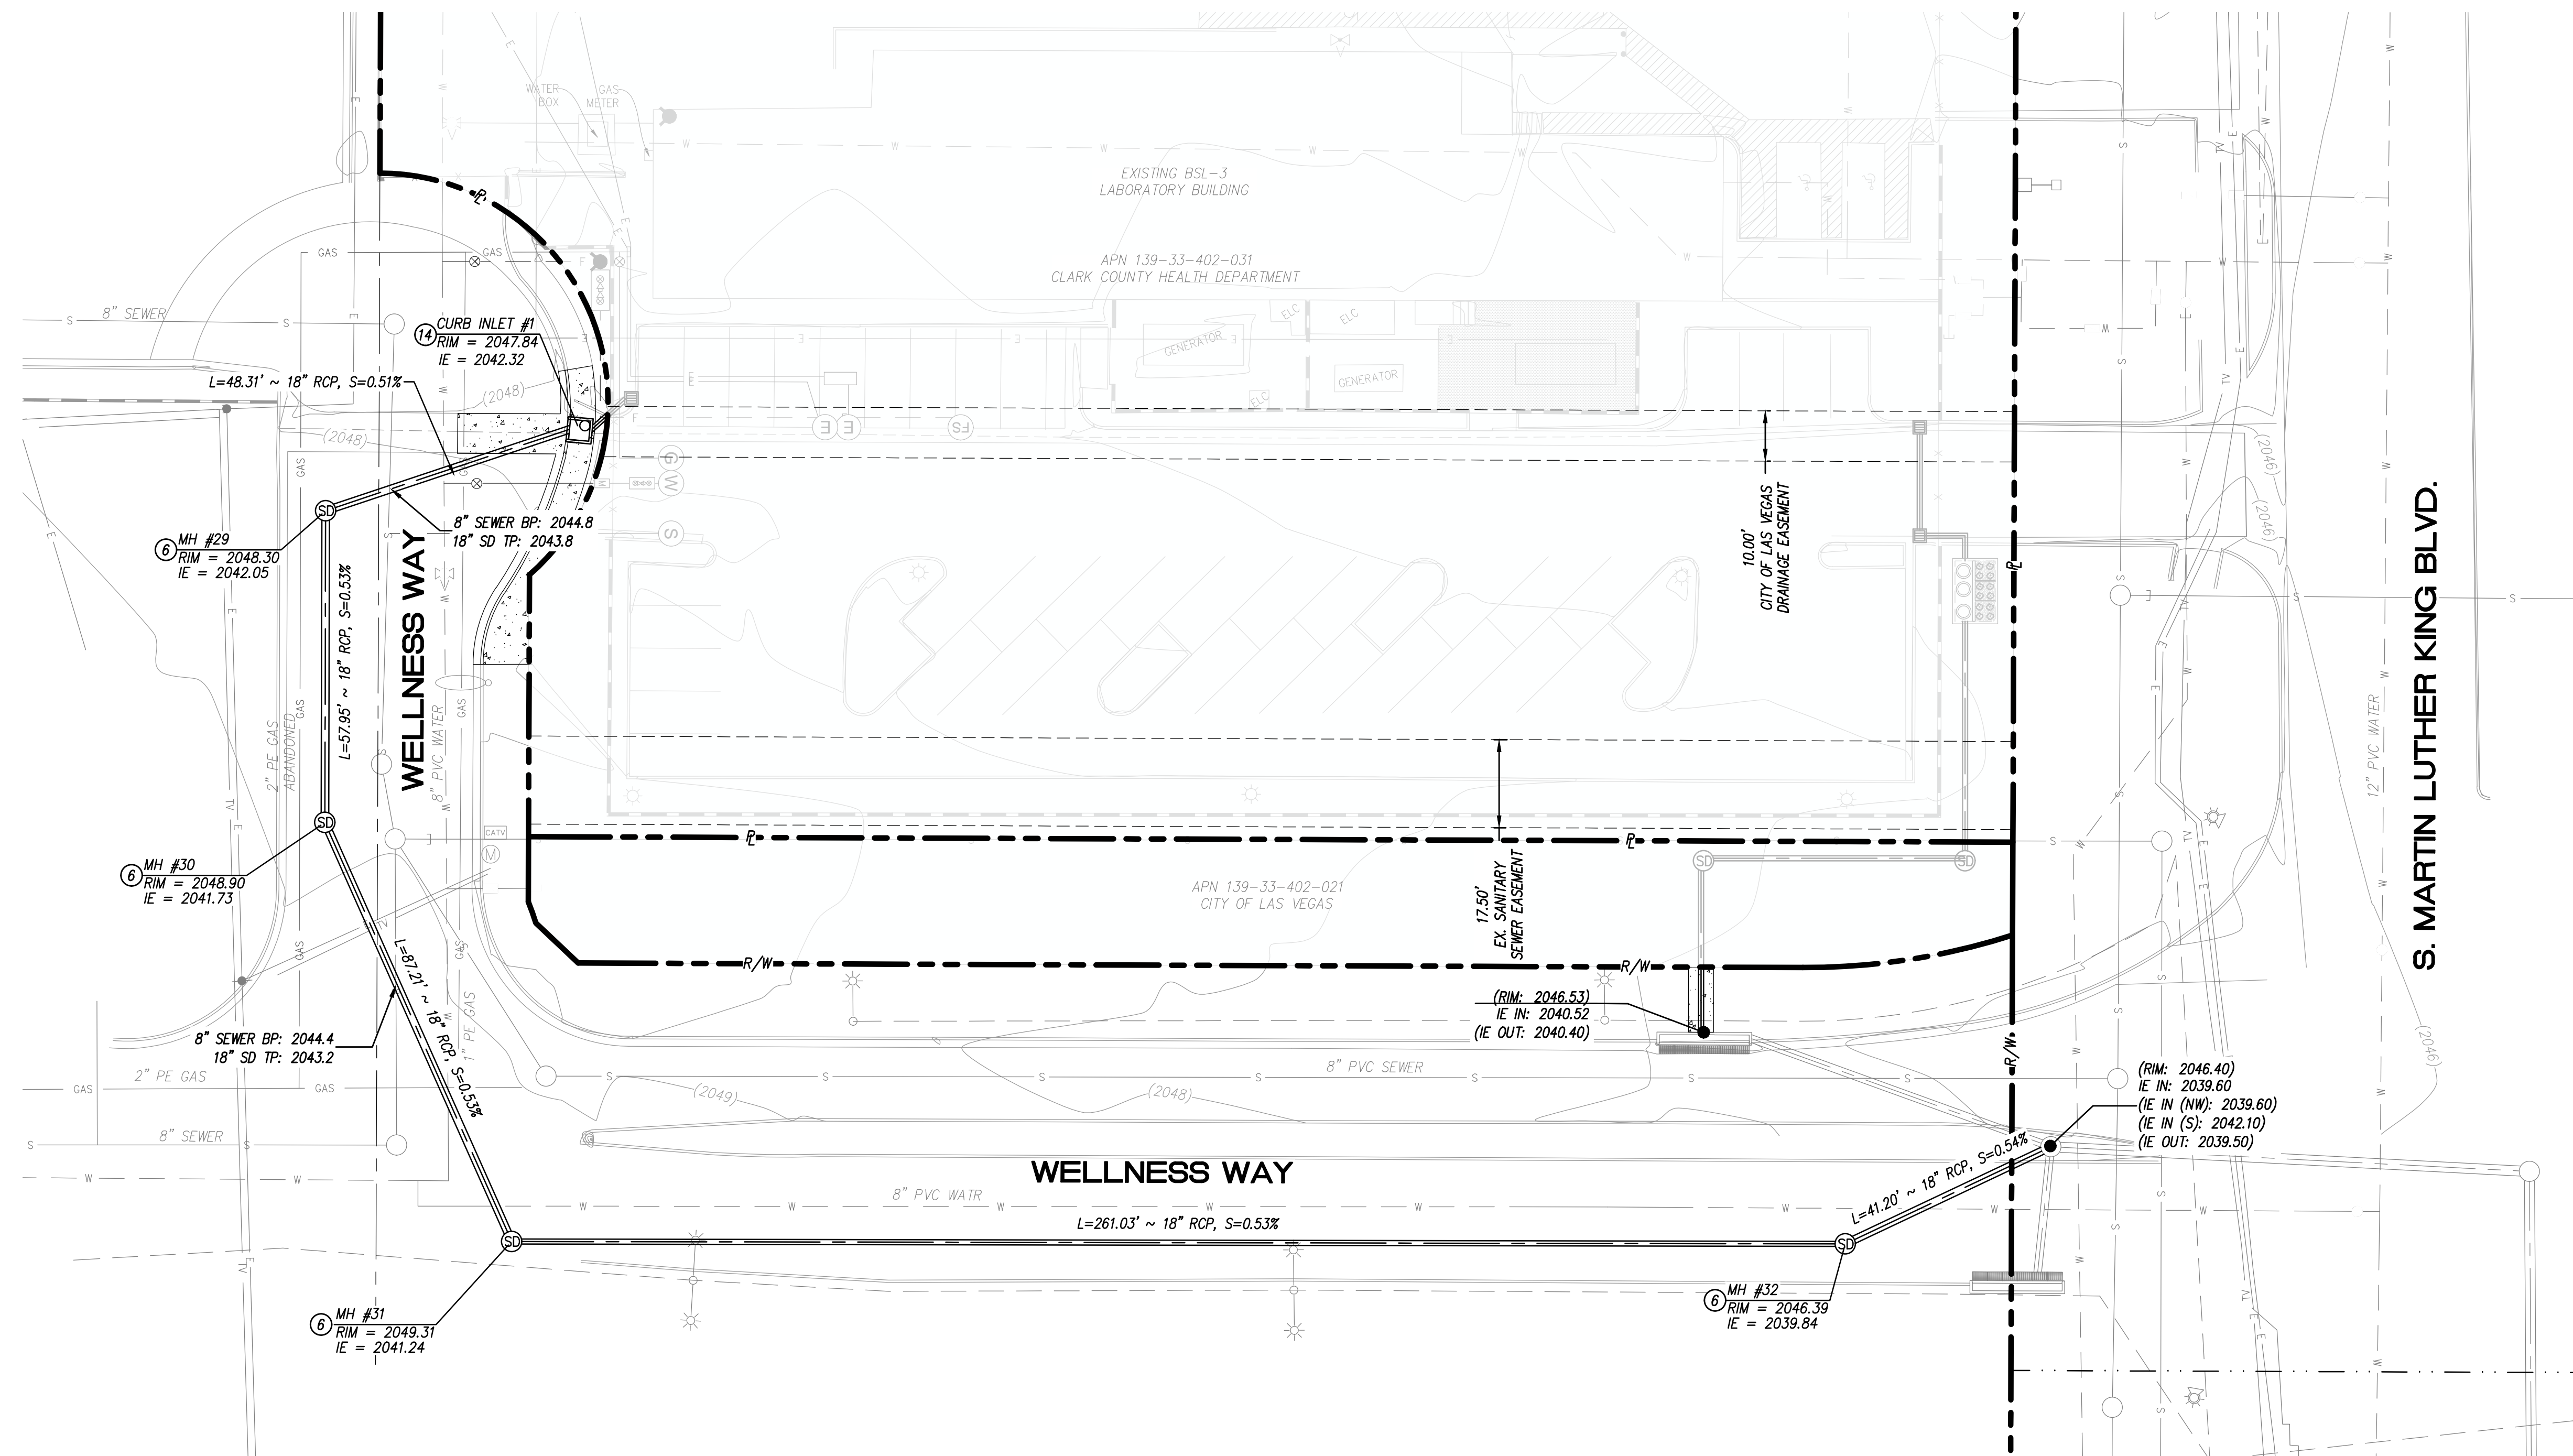 WATER
BOX
GAS
METER
EXISTING BSL-3
LABORATORY BUILDING
APN 139-33-402-031
CLARK COUNTY HEALTH DEPARTMENT
ELC
ELC
ELC
GENERATOR
GENERATOR
8" SEWER
GAS
GAS
14
CURB INLET #1
RIM = 2047.84
IE = 2042.32
L=48.31' ~ 18" RCP, S=0.51%
(2048)
(2048)
8" SEWER BP: 2044.8
18" SD TP: 2043.8
6
MH #29
RIM = 2048.30
IE = 2042.05
L=57.95' ~ 18" RCP, S=0.53%
WELLNESS WAY
8" PVC WATER
2" PE GAS
ABANDONED
10.00'
CITY OF LAS VEGAS
DRAINAGE EASEMENT
S. MARTIN LUTHER KING BLVD.
12" PVC WATER
(2046)
(2046)
(2046)
6
MH #30
RIM = 2048.90
IE = 2041.73
CATV
M
APN 139-33-402-021
CITY OF LAS VEGAS
17.50'
EX. SANITARY
SEWER EASEMENT
R/W
R/W
R/W
L=87.21' ~ 18" RCP, S=0.53%
1" PE GAS
8" SEWER BP: 2044.4
18" SD TP: 2043.2
2" PE GAS
GAS
GAS
8" SEWER
(RIM: 2046.53)
IE IN: 2040.52
(IE OUT: 2040.40)
8" PVC SEWER
(2049)
(2048)
(RIM: 2046.40)
IE IN: 2039.60
(IE IN (NW): 2039.60)
(IE IN (S): 2042.10)
(IE OUT: 2039.50)
WELLNESS WAY
8" PVC WATR
L=261.03' ~ 18" RCP, S=0.53%
L=41.20' ~ 18" RCP, S=0.54%
SD
SD
SD
SD
SD
SD
6
MH #31
RIM = 2049.31
IE = 2041.24
6
MH #32
RIM = 2046.39
IE = 2039.84